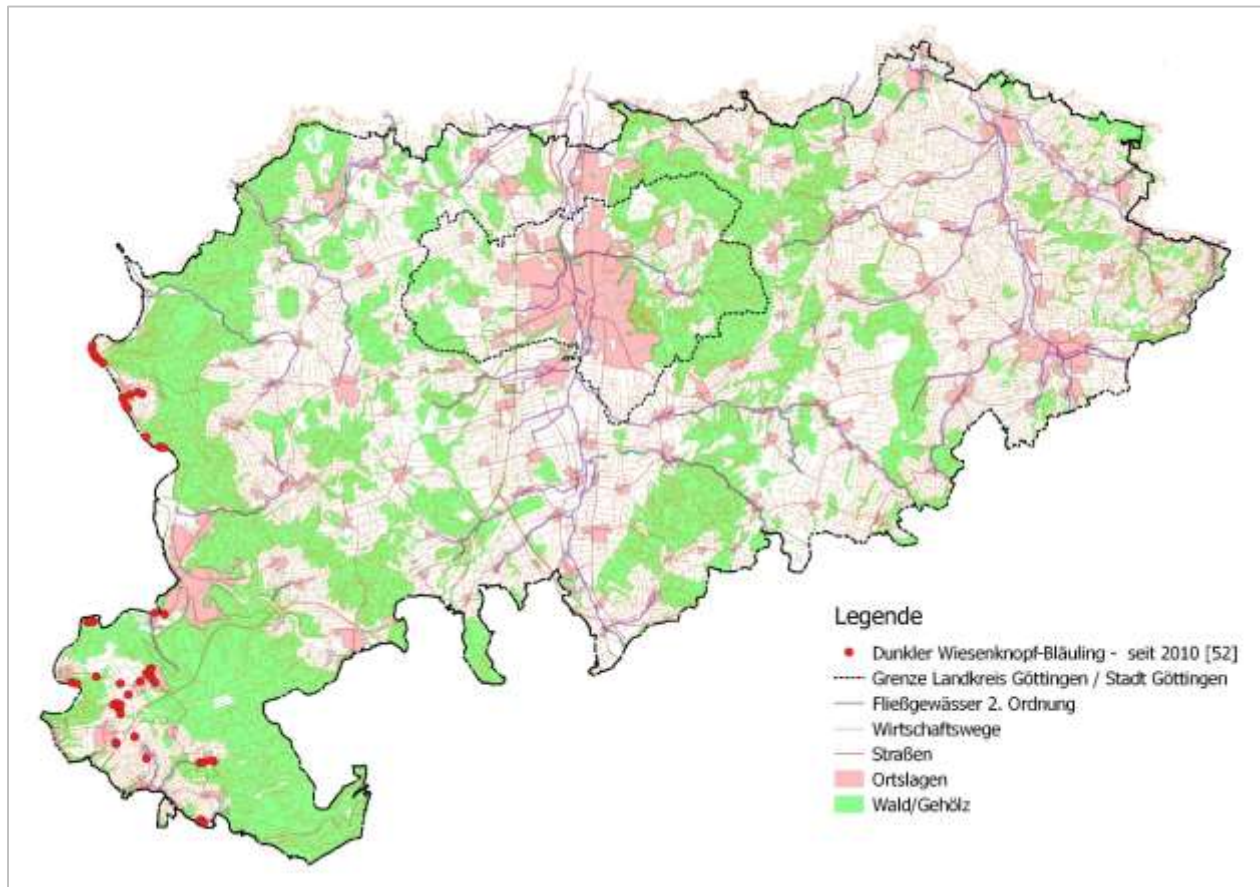 Legende
Dunkler Wiesenknopf-Bläuling - seit 2010 [52]
Grenze Landkreis Göttingen / Stadt Göttingen
Fließgewässer 2. Ordnung
Wirtschaftswege
Straßen
Ortslagen
Wald/Gehölz